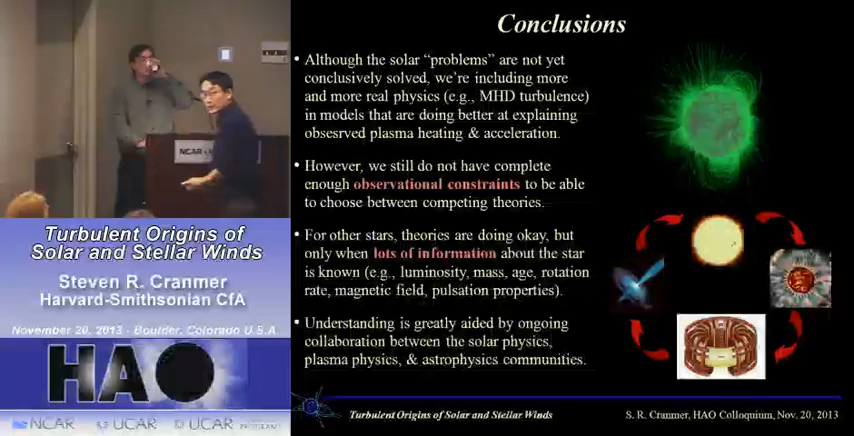 Conclusions
• Although the solar “problems” are not yet
conclusively solved, we’re including more
and more real physics (e.g., MHD turbulence)
in models that are doing better at explaining
obsesrved plasma heating & acceleration.
• However, we still do not have complete
enough observational constraints to be able
to choose between competing theories.
• For other stars, theories are doing okay, but
only when lots of information about the star
is known (e.g., luminosity, mass, age, rotation
rate, magnetic field, pulsation properties).
• Understanding is greatly aided by ongoing
collaboration between the solar physics,
plasma physics, & astrophysics communities.
Turbulent Origins of Solar and Stellar Winds
S. R. Cranmer, HAO Colloquium, Nov. 20, 2013
NCAR
Turbulent Origins of
Solar and Stellar Winds
Steven R. Cranmer
Harvard-Smithsonian CfA
November 20, 2013 - Boulder, Colorado U.S.A.
HAO
NCAR
UCAR
UCAR